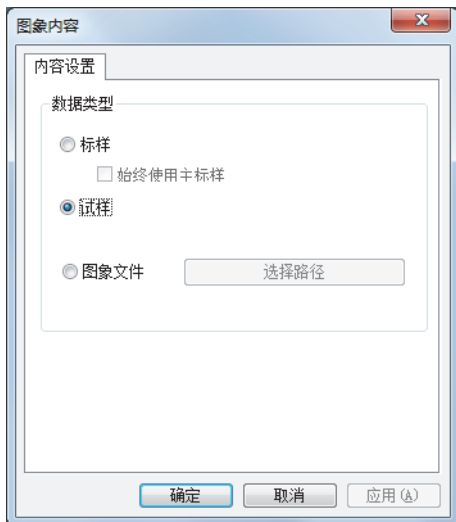 图象内容
内容设置
数据类型
标样
始终使用主标样
试样
图象文件 选择路径
确定 取消 应用(A)